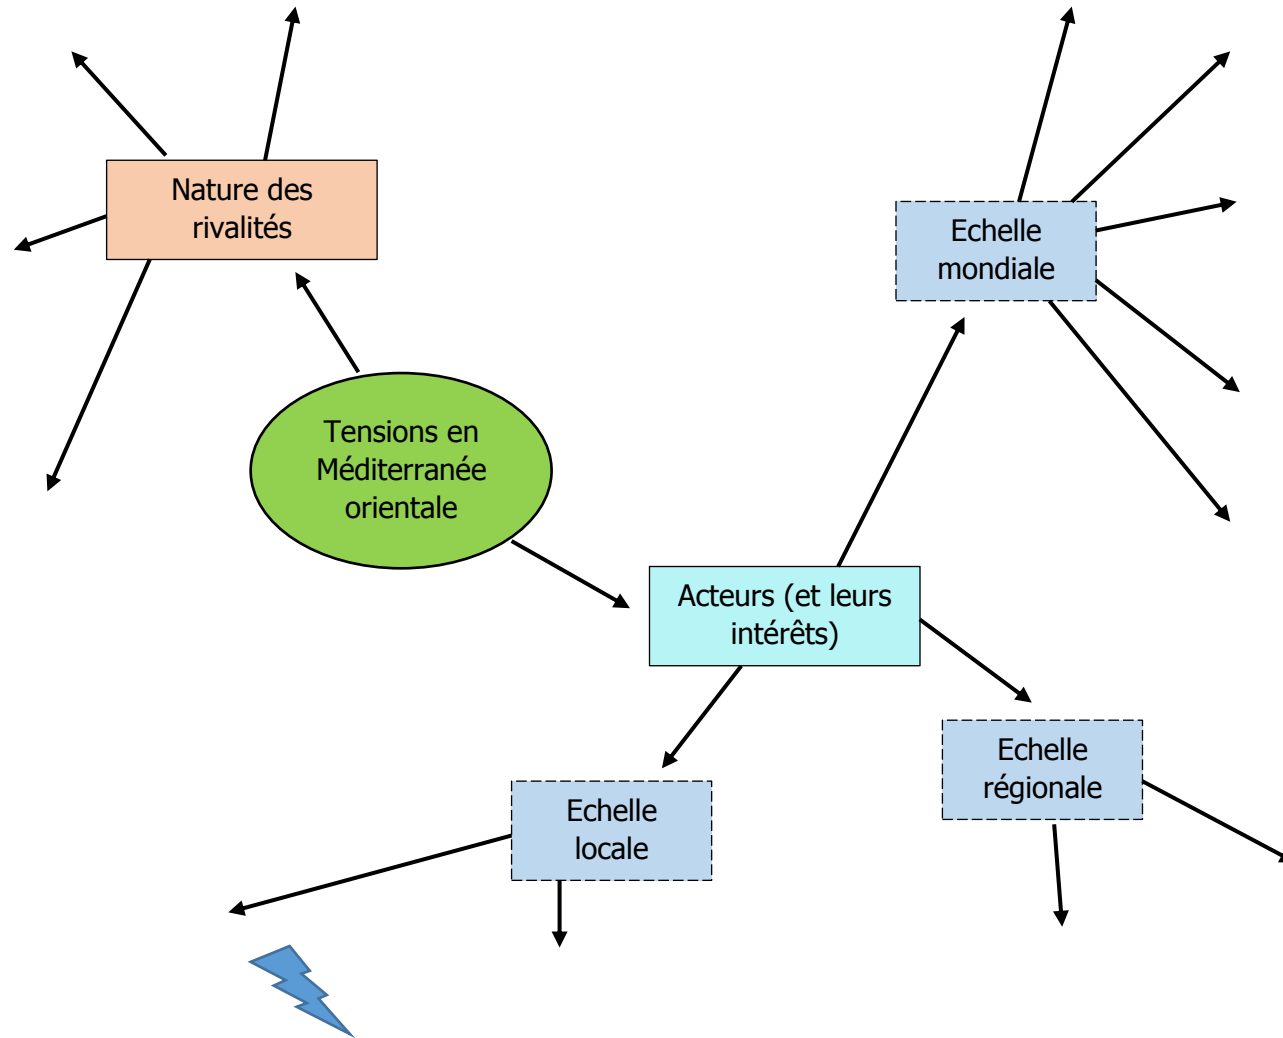 Nature des
rivalités
Echelle
mondiale
Tensions en
Méditerranée
orientale
Acteurs (et leurs
intérêts)
Echelle
régionale
Echelle
locale